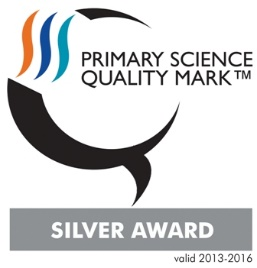 PRIMARY SCIENCE
QUALITY MARK™
SILVER AWARD
valid 2013-2016